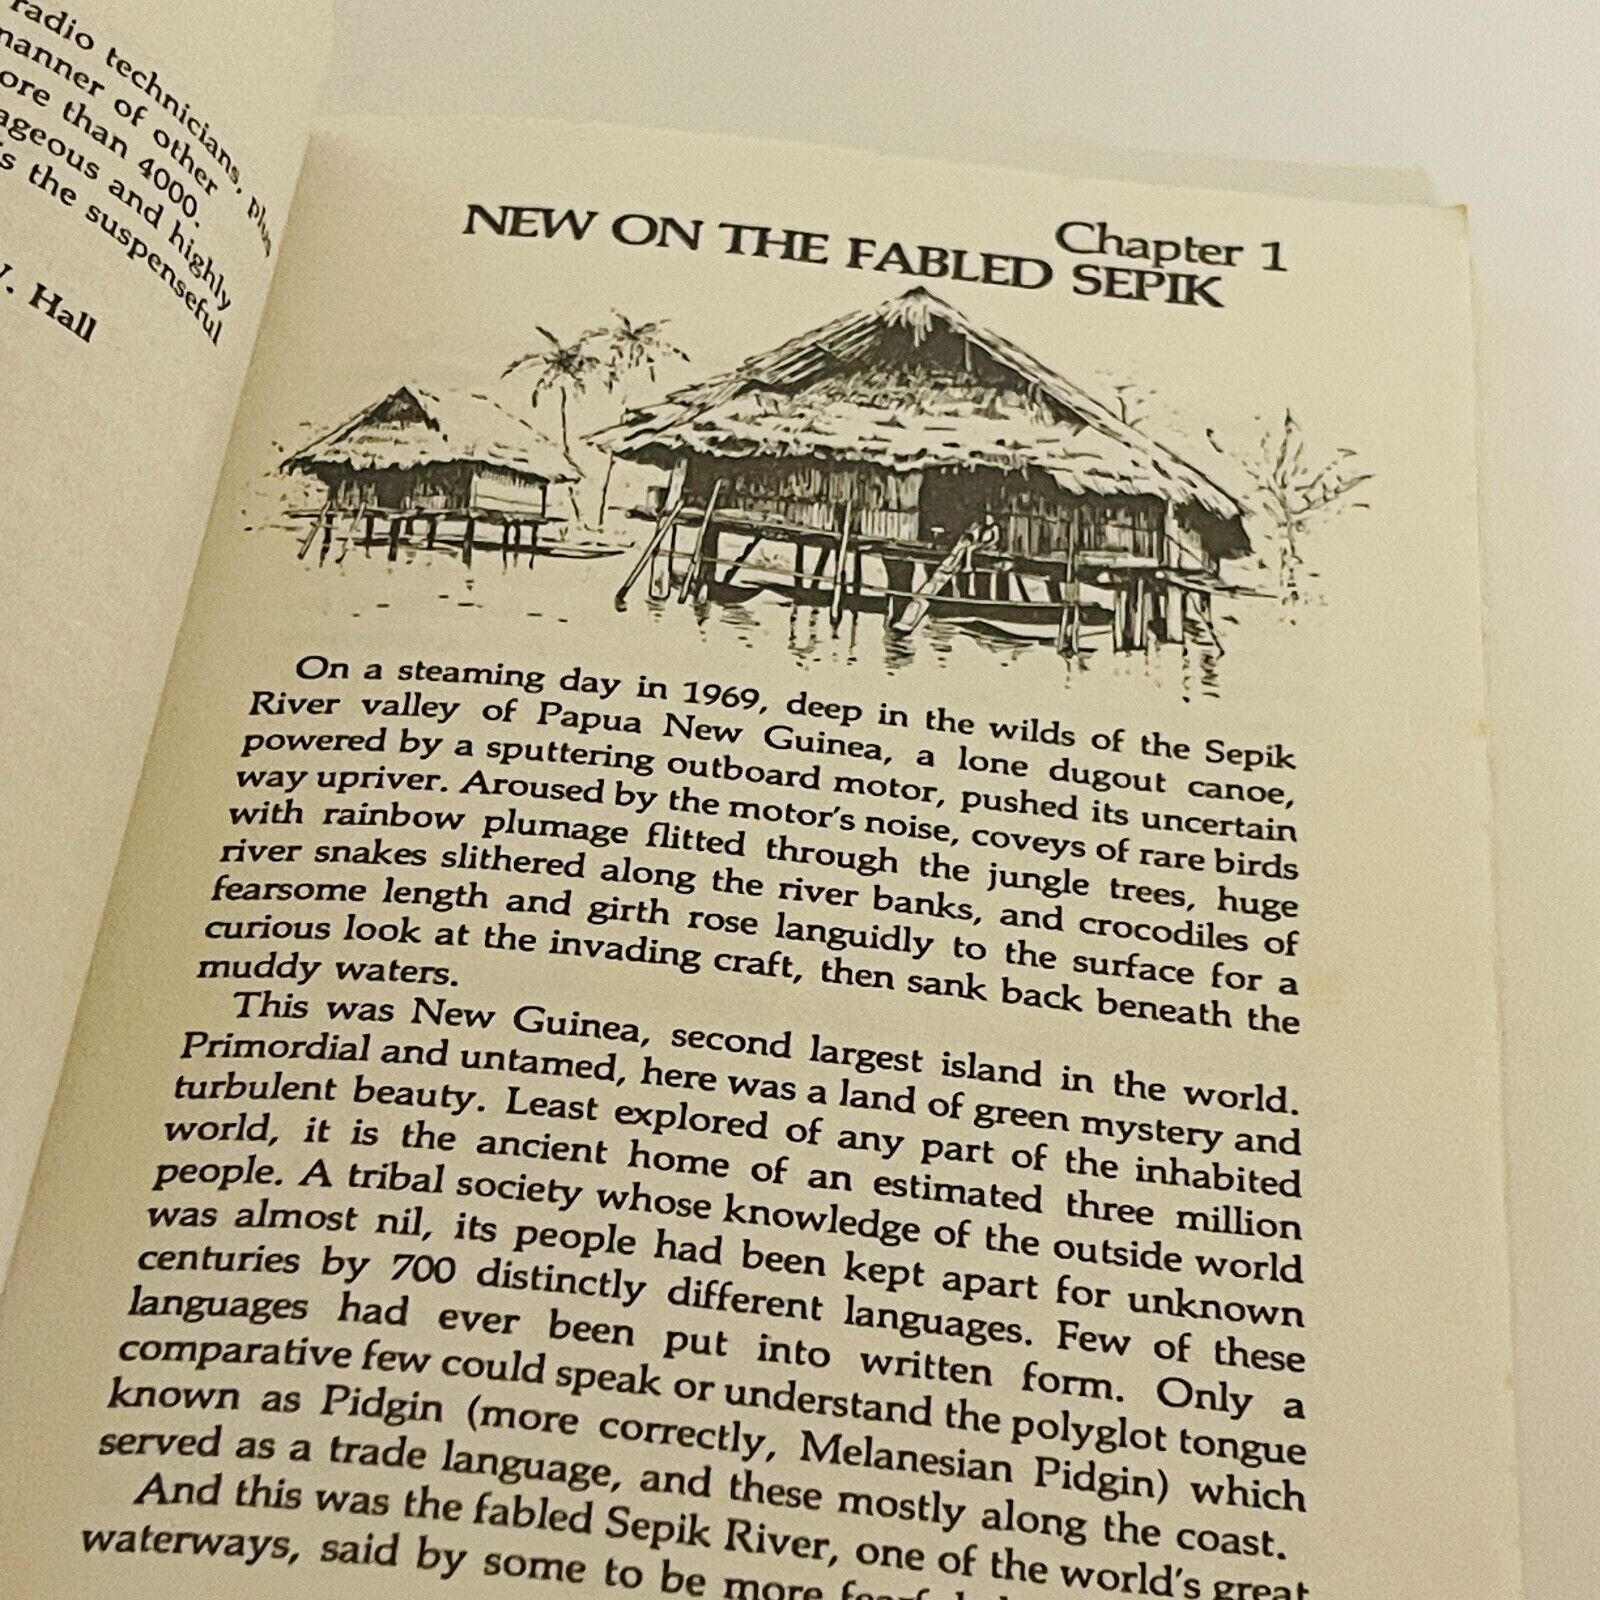 radio technicians, plus
manner of other
ore than 4000.
ageous and highly
s the suspenseful
. Hall
Chapter 1
NEW ON THE FABLED SEPIK
On a steaming day in 1969, deep in the wilds of the Sepik
River valley of Papua New Guinea, a lone dugout canoe,
powered by a sputtering outboard motor, pushed its uncertain
way upriver. Aroused by the motor's noise, coveys of rare birds
with rainbow plumage flitted through the jungle trees, huge
river snakes slithered along the river banks, and crocodiles of
fearsome length and girth rose languidly to the surface for a
curious look at the invading craft, then sank back beneath the
muddy waters.
This was New Guinea, second largest island in the world.
Primordial and untamed, here was a land of green mystery and
turbulent beauty. Least explored of any part of the inhabited
world, it is the ancient home of an estimated three million
people. A tribal society whose knowledge of the outside world
was almost nil, its people had been kept apart for unknown
centuries by 700 distinctly different languages. Few of these
languages had ever been put into written form. Only a
comparative few could speak or understand the polyglot tongue
known as Pidgin (more correctly, Melanesian Pidgin) which
served as a trade language, and these mostly along the coast.
And this was the fabled Sepik River, one of the world's great
waterways, said by some to be more